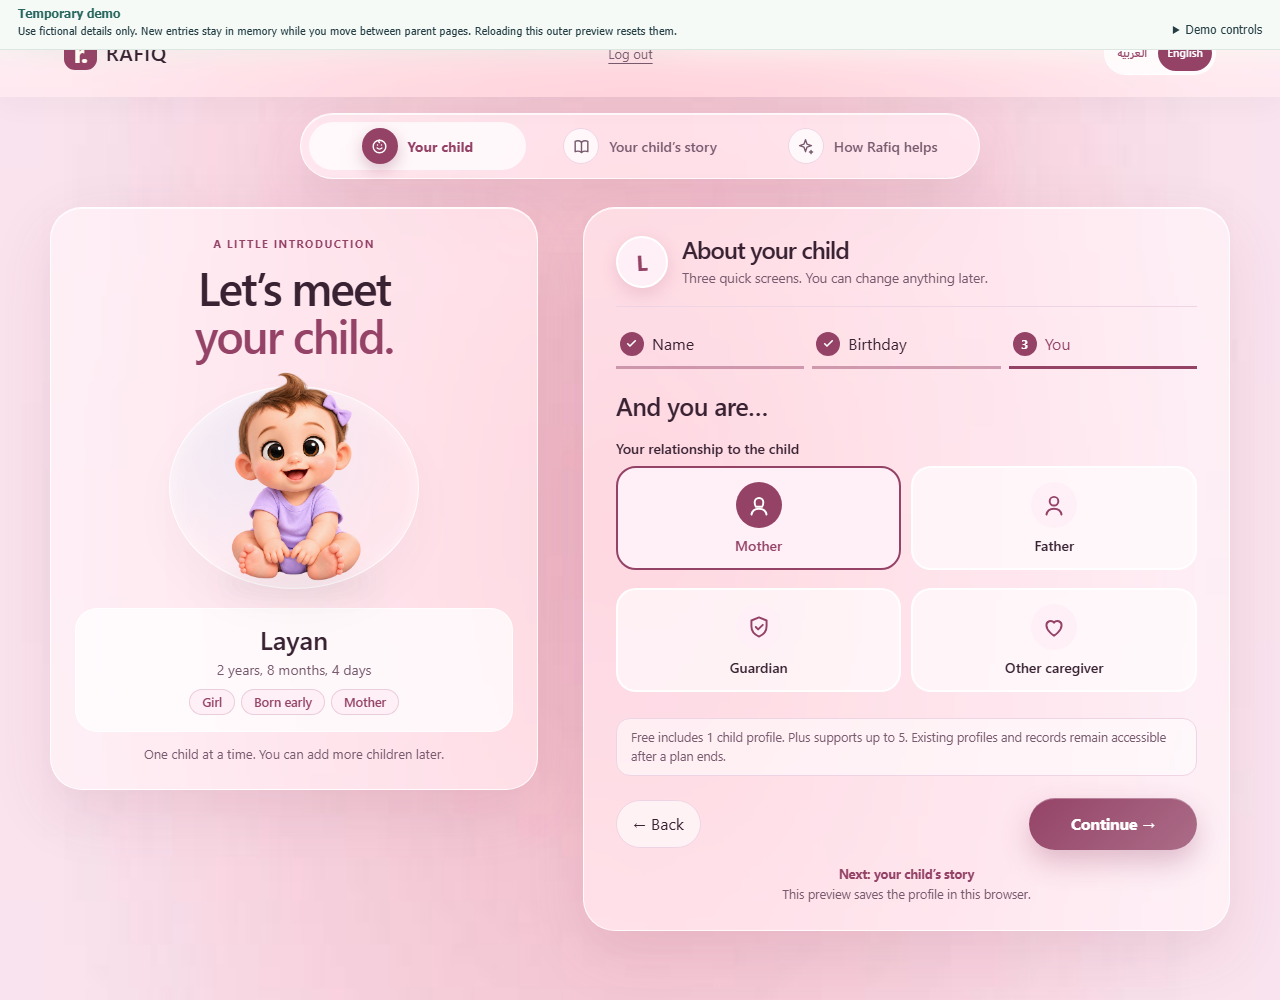 Temporary demo
Use fictional details only. New entries stay in memory while you move between parent pages. Reloading this outer preview resets them.
▶ Demo controls
r. RAFIQ
Log out
العربية
English
Your child
Your child's story
How Rafiq helps
A LITTLE INTRODUCTION
Let's meet
your child.
Layan
2 years, 8 months, 4 days
Girl
Born early
Mother
One child at a time. You can add more children later.
L
About your child
Three quick screens. You can change anything later.
Name
Birthday
3 You
And you are...
Your relationship to the child
Mother
Father
Guardian
Other caregiver
Free includes 1 child profile. Plus supports up to 5. Existing profiles and records remain accessible
after a plan ends.
← Back
Continue →
Next: your child's story
This preview saves the profile in this browser.